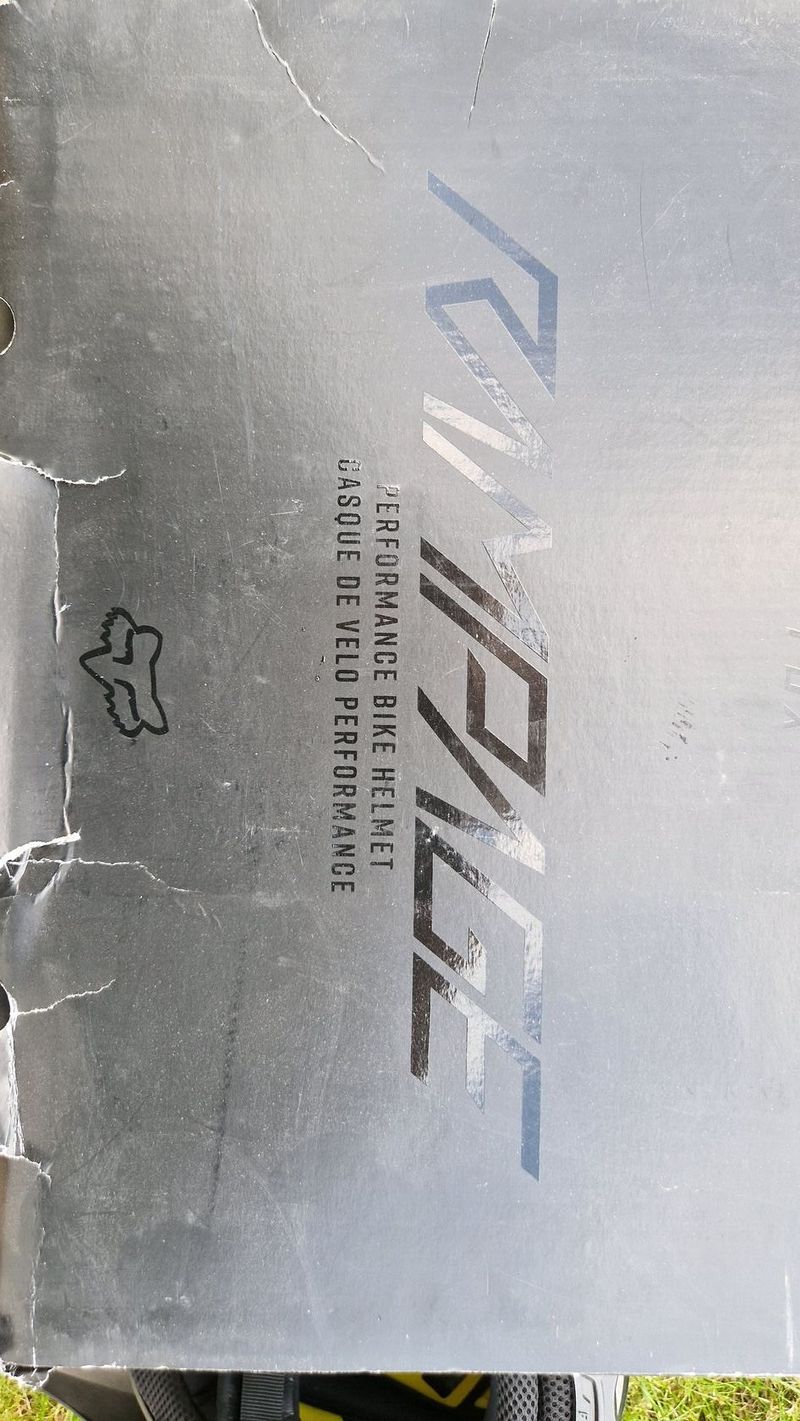 RAMPAGE
PERFORMANCE BIKE HELMET
CASQUE DE VELO PERFORMANCE